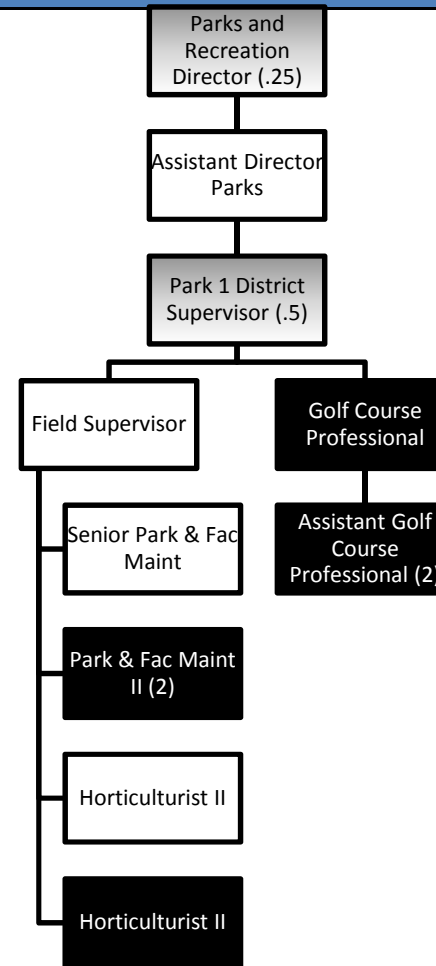 Parks and
Recreation
Director (.25)
Assistant Director
Parks
Park 1 District
Supervisor (.5)
Field Supervisor
Golf Course
Professional
Senior Park & Fac
Maint
Assistant Golf
Course
Professional (2)
Park & Fac Maint
II (2)
Horticulturist II
Horticulturist II